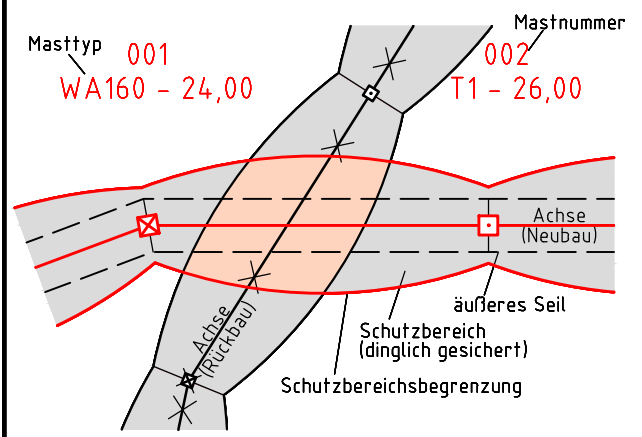 Mastnummer
Masttyp
001
002
WA160 - 24,00
T1 - 26,00
Achse
(Neubau)
äußeres Seil
Achse
(Rückbau)
Schutzbereich
(dinglich gesichert)
Schutzbereichsbegrenzung